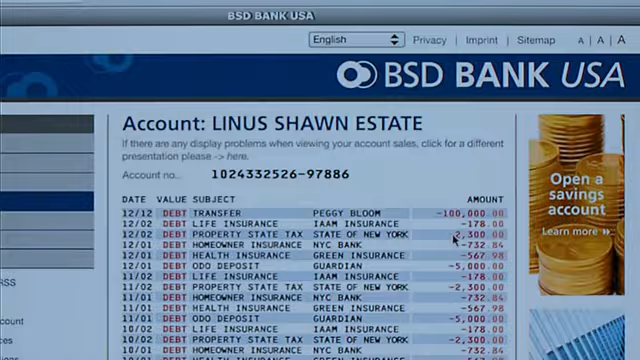 BSD BANK USA
English Privacy | Imprint | Sitemap A | A | A
BSD BANK USA
Account: LINUS SHAWN ESTATE
If there are any display problems when viewing your account sales, click for a different
presentation please -> here.
Account no... 1024332526-97886
DATE VALUE SUBJECT AMOUNT
12/12 DEBT TRANSFER PEGGY BLOOM -100,000.00
12/02 DEBT LIFE INSURANCE IAAM INSURANCE -178.00
12/02 DEBT PROPERTY STATE TAX STATE OF NEW YORK -2,300.00
12/01 DEBT HOMEOWNER INSURANCE NYC BANK -732.84
12/01 DEBT HEALTH INSURANCE GREEN INSURANCE -567.98
12/01 DEBT ODO DEPOSIT GUARDIAN -5,000.00
11/02 DEBT LIFE INSURANCE IAAM INSURANCE -178.00
11/02 DEBT PROPERTY STATE TAX STATE OF NEW YORK -2,300.00
11/01 DEBT HOMEOWNER INSURANCE NYC BANK -732.84
11/01 DEBT HEALTH INSURANCE GREEN INSURANCE -567.98
11/01 DEBT ODO DEPOSIT GUARDIAN -5,000.00
10/02 DEBT LIFE INSURANCE IAAM INSURANCE -178.00
10/02 DEBT PROPERTY STATE TAX STATE OF NEW YORK -2,300.00
10/01 DEBT HOMEOWNER INSURANCE NYC BANK -732.84
Open a
savings
account
Learn more
RSS
count